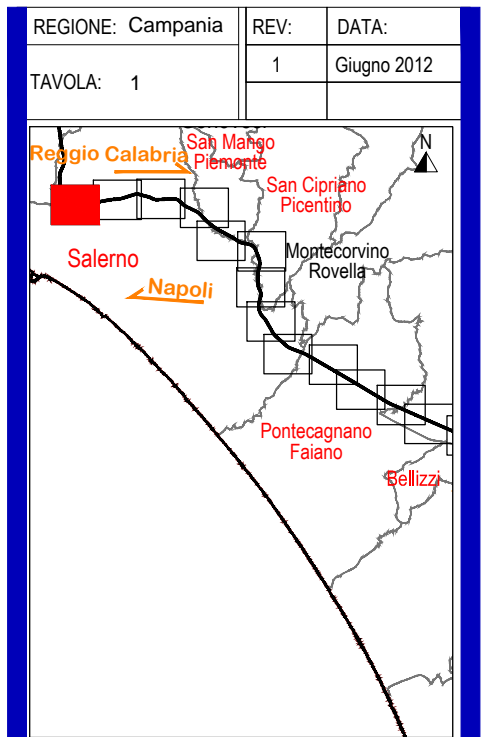 REGIONE: Campania
REV:
DATA:
1
Giugno 2012
TAVOLA: 1
San Mango
Piemonte
Reggio Calabria
N
San Cipriano
Picentino
Montecorvino
Rovella
Salerno
Napoli
Pontecagnano
Faiano
Bellizzi